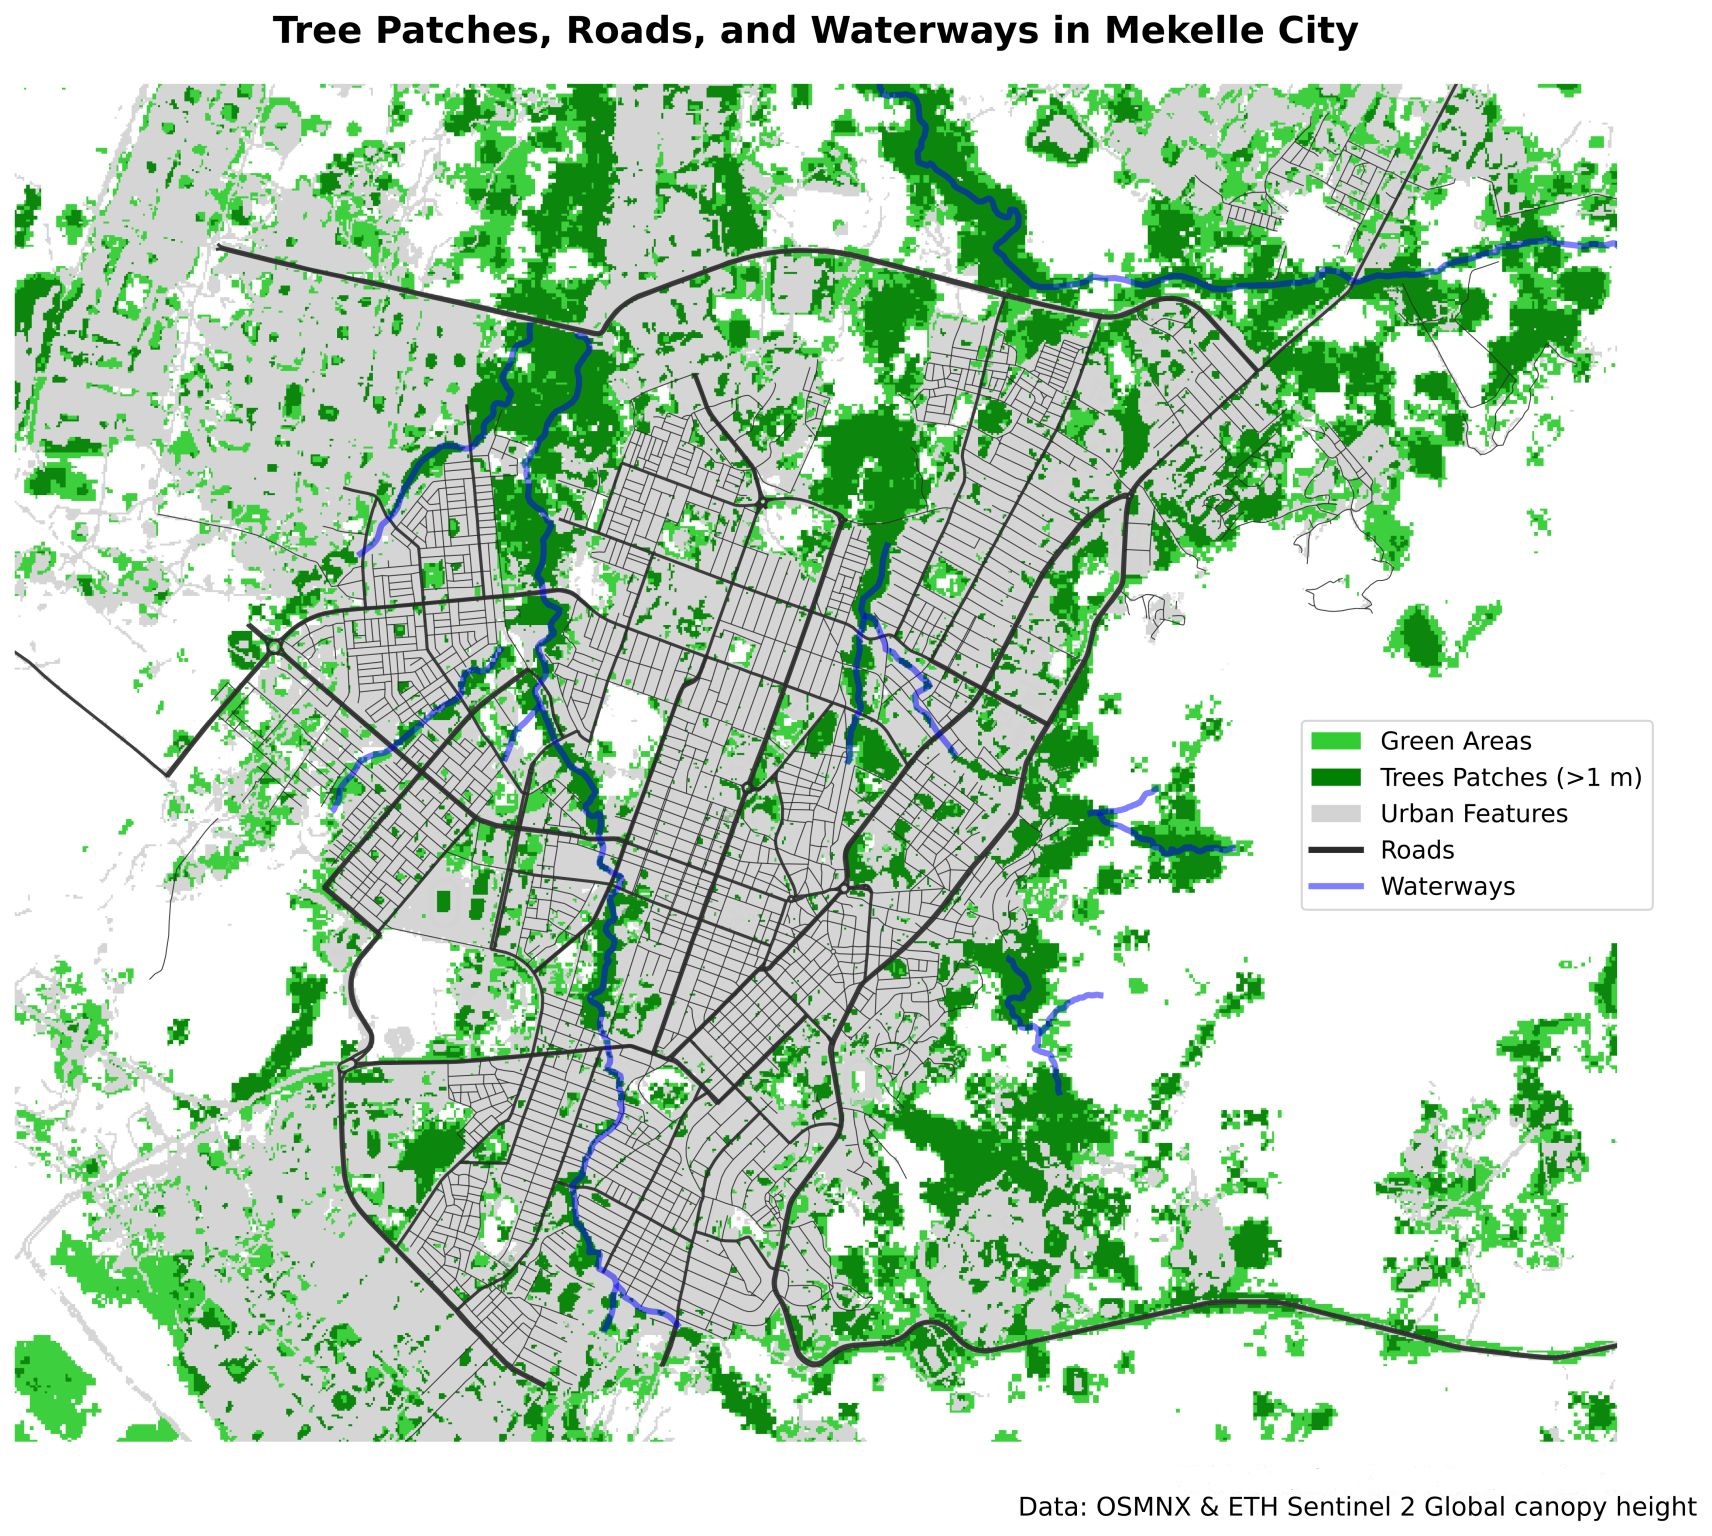 Tree Patches, Roads, and Waterways in Mekelle City
Green Areas
Trees Patches (>1 m)
Urban Features
Roads
Waterways
Data: OSMNX & ETH Sentinel 2 Global canopy height